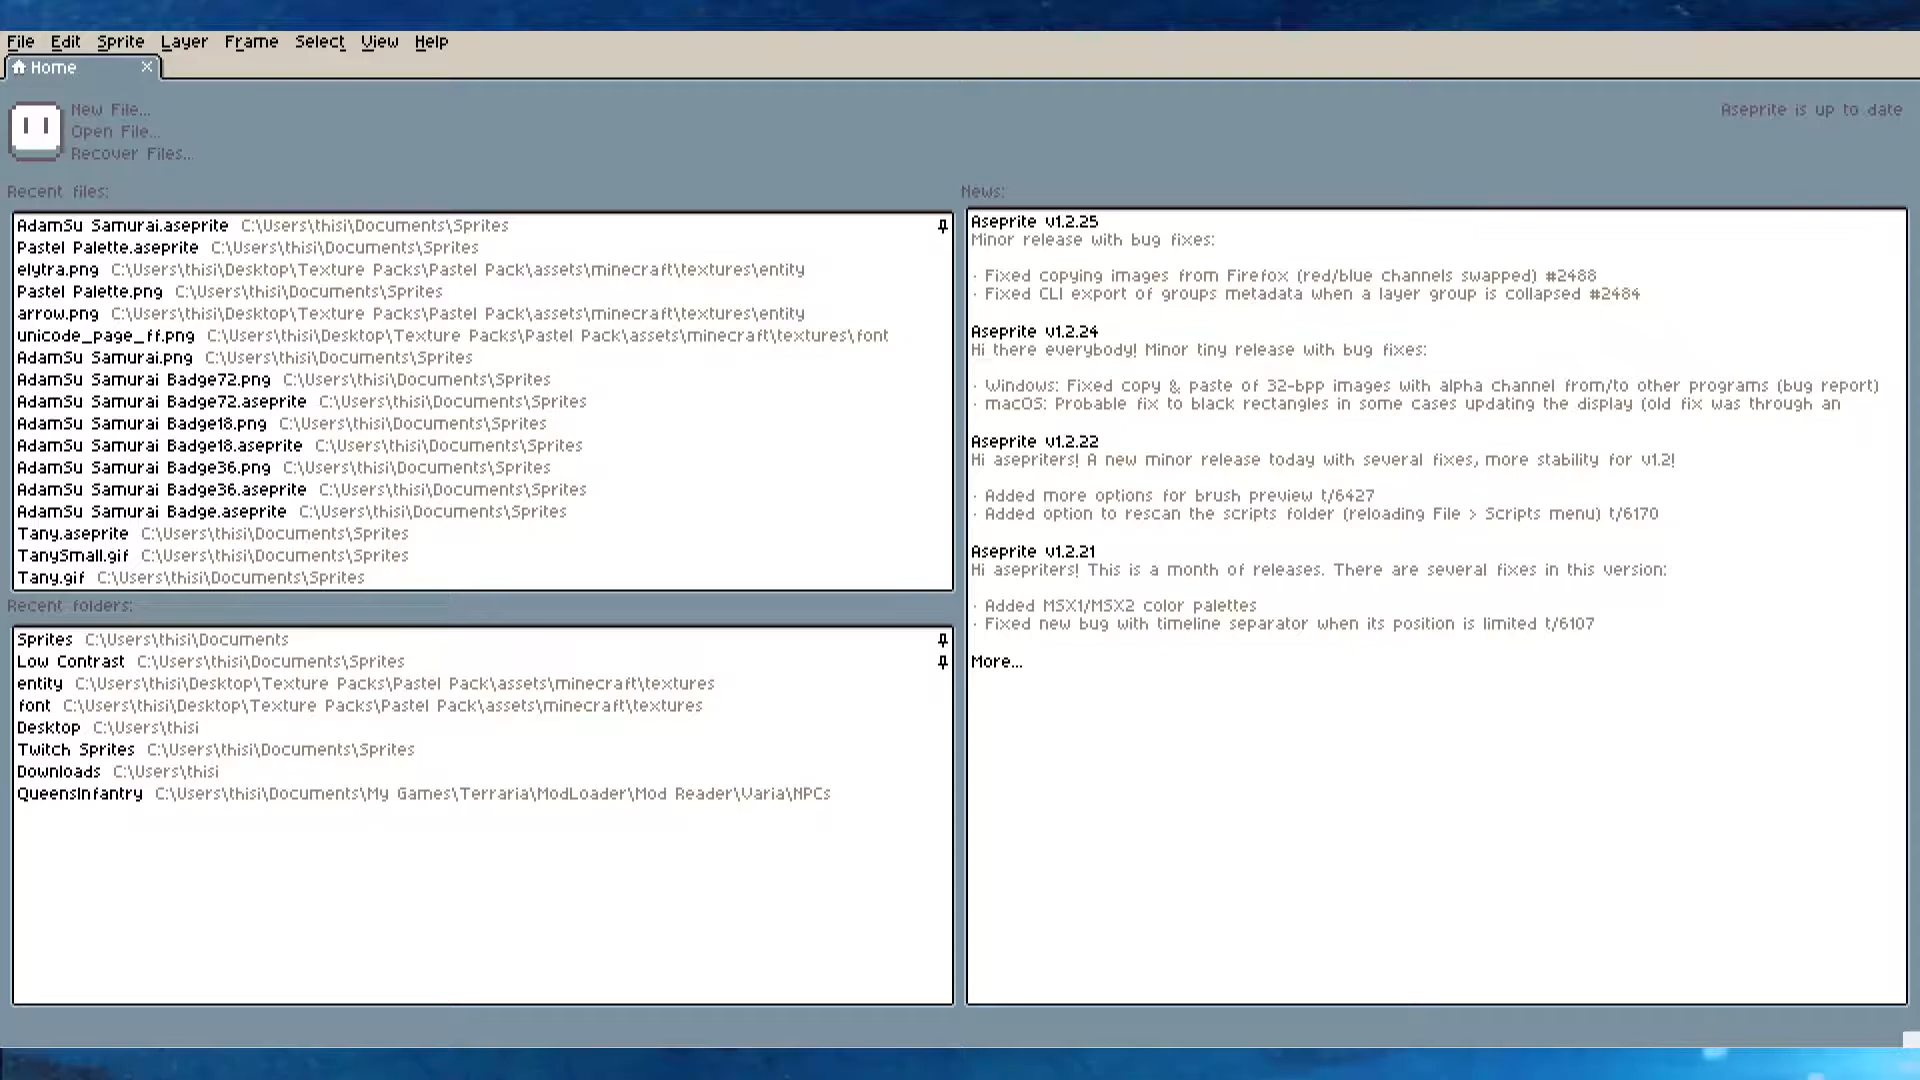 File Edit Sprite Layer Frame Select View Help
Home
New File...
Open File...
Recover Files...
Aseprite is up to date
Recent files:
AdamSu Samurai.aseprite C:\Users\thisi\Documents\Sprites
Pastel Palette.aseprite C:\Users\thisi\Documents\Sprites
elytra.png C:\Users\thisi\Desktop\Texture Packs\Pastel Pack\assets\minecraft\textures\entity
Pastel Palette.png C:\Users\thisi\Documents\Sprites
arrow.png C:\Users\thisi\Desktop\Texture Packs\Pastel Pack\assets\minecraft\textures\entity
unicode_page_ff.png C:\Users\thisi\Desktop\Texture Packs\Pastel Pack\assets\minecraft\textures\font
AdamSu Samurai.png C:\Users\thisi\Documents\Sprites
AdamSu Samurai Badge72.png C:\Users\thisi\Documents\Sprites
AdamSu Samurai Badge72.aseprite C:\Users\thisi\Documents\Sprites
AdamSu Samurai Badge18.png C:\Users\thisi\Documents\Sprites
AdamSu Samurai Badge18.aseprite C:\Users\thisi\Documents\Sprites
AdamSu Samurai Badge36.png C:\Users\thisi\Documents\Sprites
AdamSu Samurai Badge36.aseprite C:\Users\thisi\Documents\Sprites
AdamSu Samurai Badge.aseprite C:\Users\thisi\Documents\Sprites
Tany.aseprite C:\Users\thisi\Documents\Sprites
TanySmall.gif C:\Users\thisi\Documents\Sprites
Tany.gif C:\Users\thisi\Documents\Sprites
Recent folders:
Sprites C:\Users\thisi\Documents
Low Contrast C:\Users\thisi\Documents\Sprites
entity C:\Users\thisi\Desktop\Texture Packs\Pastel Pack\assets\minecraft\textures
font C:\Users\thisi\Desktop\Texture Packs\Pastel Pack\assets\minecraft\textures
Desktop C:\Users\thisi
Twitch Sprites C:\Users\thisi\Documents\Sprites
Downloads C:\Users\thisi
QueensInfantry C:\Users\thisi\Documents\My Games\Terraria\ModLoader\Mod Reader\Varia\NPCs
News:
Aseprite v1.2.25
Minor release with bug fixes:
· Fixed copying images from Firefox (red/blue channels swapped) #2488
· Fixed CLI export of groups metadata when a layer group is collapsed #2484
Aseprite v1.2.24
Hi there everybody! Minor tiny release with bug fixes:
· Windows: Fixed copy & paste of 32-bpp images with alpha channel from/to other programs (bug report)
· macOS: Probable fix to black rectangles in some cases updating the display (old fix was through an
Aseprite v1.2.22
Hi asepriters! A new minor release today with several fixes, more stability for v1.2!
· Added more options for brush preview t/6427
· Added option to rescan the scripts folder (reloading File > Scripts menu) t/6170
Aseprite v1.2.21
Hi asepriters! This is a month of releases. There are several fixes in this version:
· Added MSX1/MSX2 color palettes
· Fixed new bug with timeline separator when its position is limited t/6107
More...